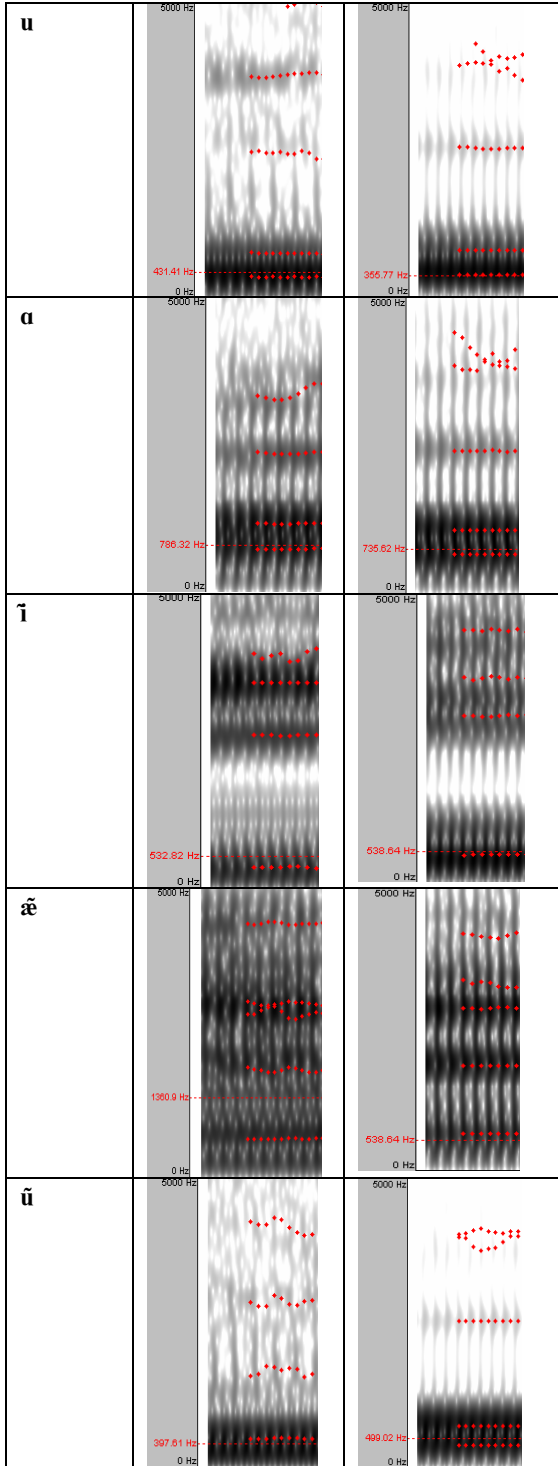 u
5000 Hz
431.41 Hz
0 Hz
5000 Hz
355.77 Hz
0 Hz
ɑ
5000 Hz
786.32 Hz
0 Hz
5000 Hz
735.62 Hz
0 Hz
ĩ
5000 Hz
532.82 Hz
0 Hz
5000 Hz
538.64 Hz
0 Hz
æ̃
5000 Hz
1360.9 Hz
0 Hz
5000 Hz
538.64 Hz
0 Hz
ũ
5000 Hz
397.61 Hz
0 Hz
5000 Hz
499.02 Hz
0 Hz